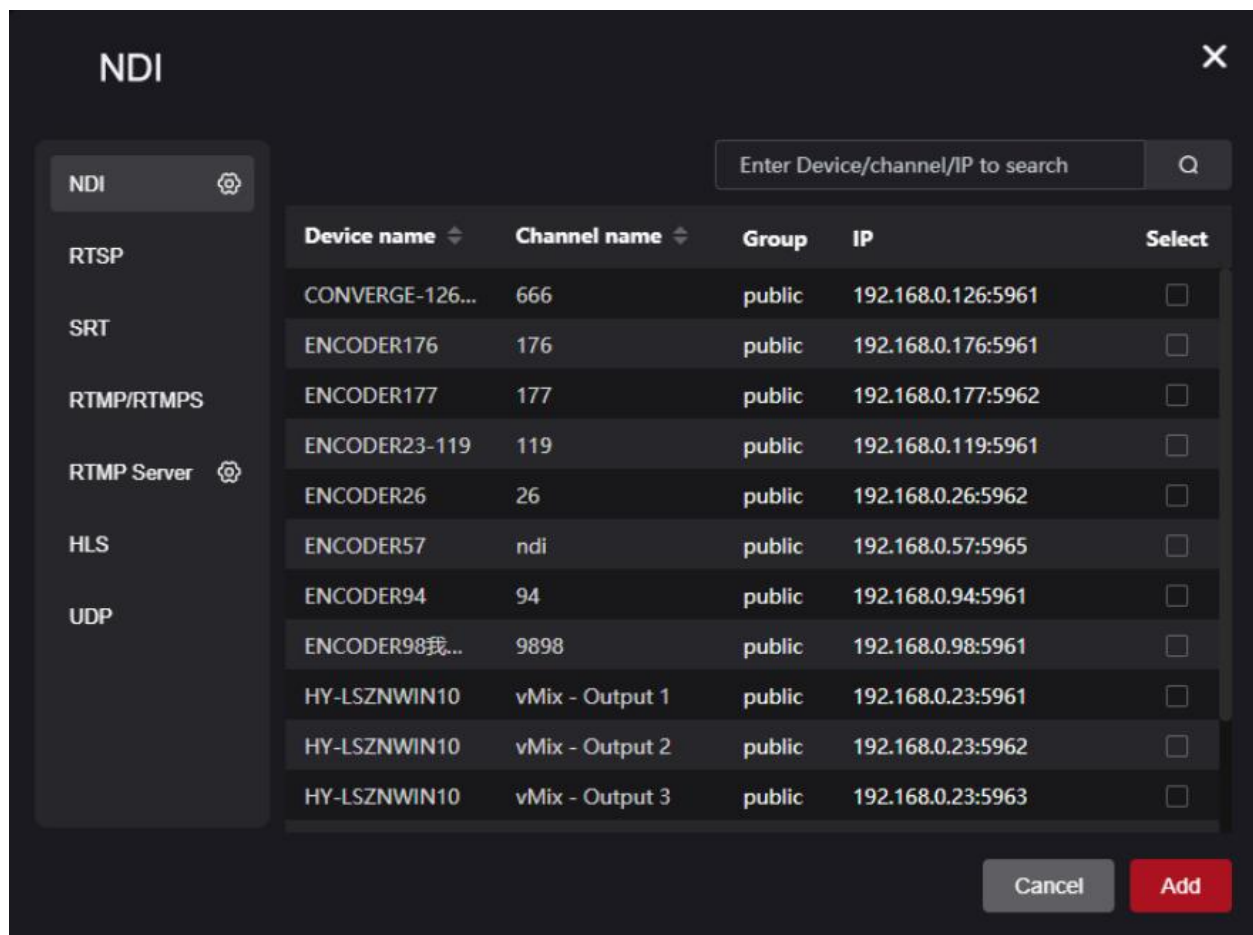 NDI
Enter Device/channel/IP to search
NDI
RTSP
SRT
RTMP/RTMPS
RTMP Server
HLS
UDP
Device name Channel name Group IP Select
CONVERGE-126... 666 public 192.168.0.126:5961
ENCODER176 176 public 192.168.0.176:5961
ENCODER177 177 public 192.168.0.177:5962
ENCODER23-119 119 public 192.168.0.119:5961
ENCODER26 26 public 192.168.0.26:5962
ENCODER57 ndi public 192.168.0.57:5965
ENCODER94 94 public 192.168.0.94:5961
ENCODER98我... 9898 public 192.168.0.98:5961
HY-LSZNWIN10 vMix - Output 1 public 192.168.0.23:5961
HY-LSZNWIN10 vMix - Output 2 public 192.168.0.23:5962
HY-LSZNWIN10 vMix - Output 3 public 192.168.0.23:5963
Cancel Add